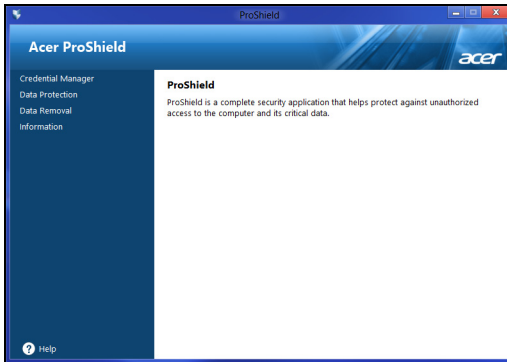 ProShield
Acer ProShield
acer
Credential Manager
Data Protection
Data Removal
Information
ProShield
ProShield is a complete security application that helps protect against unauthorized
access to the computer and its critical data.
? Help